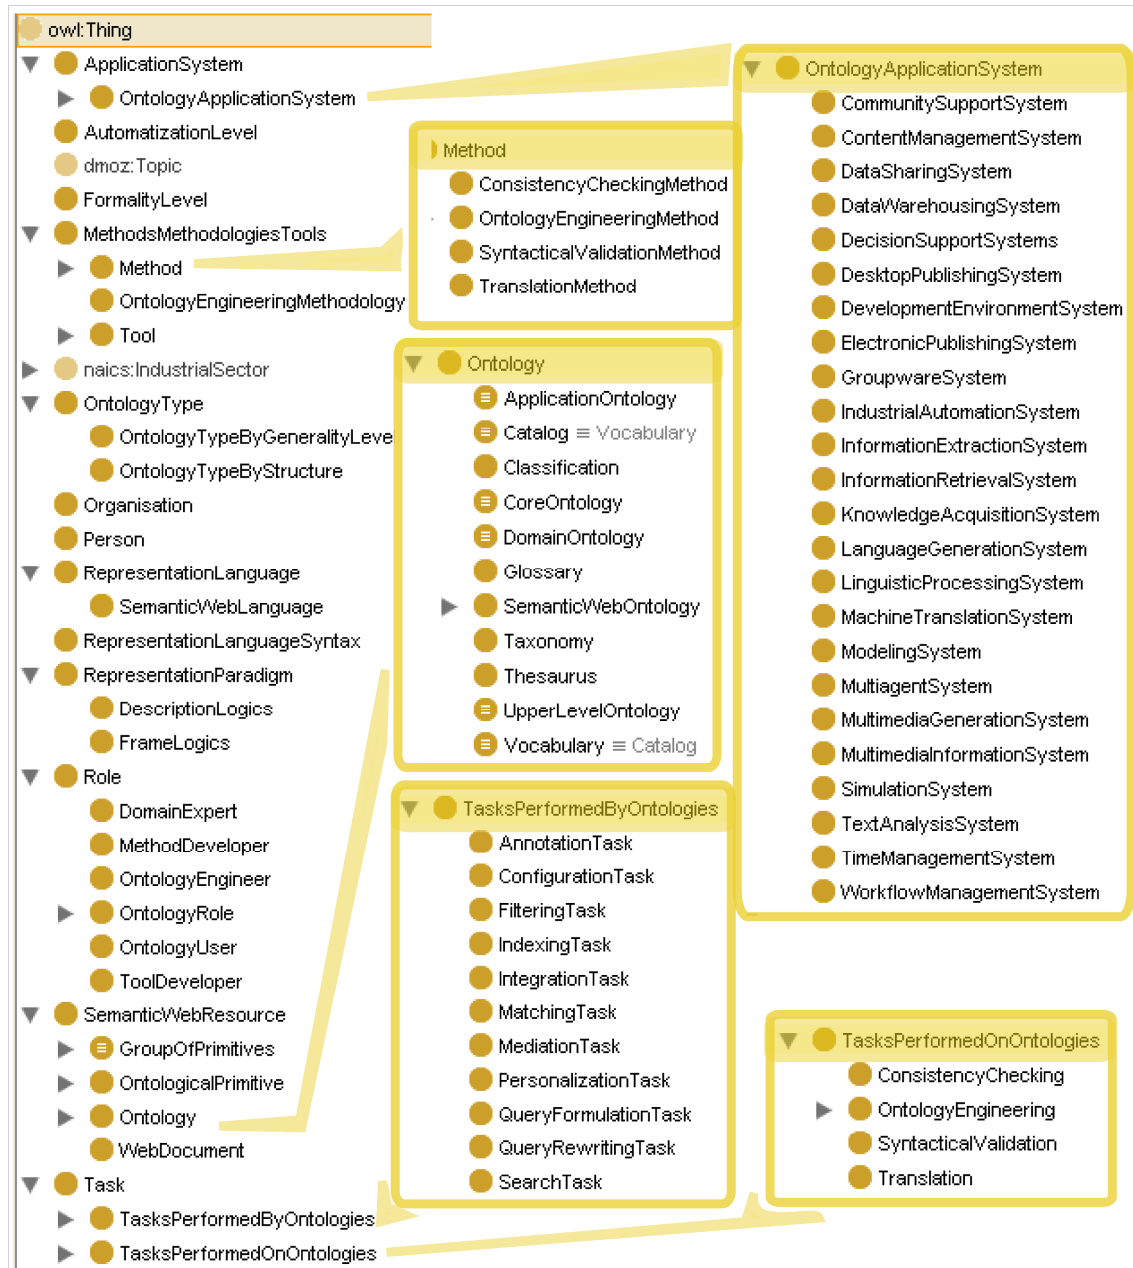 owl:Thing
ApplicationSystem
OntologyApplicationSystem
AutomatizationLevel
dmoz:Topic
FormalityLevel
MethodsMethodologiesTools
Method
OntologyEngineeringMethodology
Tool
naics:IndustrialSector
OntologyType
OntologyTypeByGeneralityLevel
OntologyTypeByStructure
Organisation
Person
RepresentationLanguage
SemanticWebLanguage
RepresentationLanguageSyntax
RepresentationParadigm
DescriptionLogics
FrameLogics
Role
DomainExpert
MethodDeveloper
OntologyEngineer
OntologyRole
OntologyUser
ToolDeveloper
SemanticWebResource
GroupOfPrimitives
OntologicalPrimitive
Ontology
WebDocument
Task
TasksPerformedByOntologies
TasksPerformedOnOntologies
Method
ConsistencyCheckingMethod
OntologyEngineeringMethod
SyntacticalValidationMethod
TranslationMethod
Ontology
ApplicationOntology
Catalog ≡ Vocabulary
Classification
CoreOntology
DomainOntology
Glossary
SemanticWebOntology
Taxonomy
Thesaurus
UpperLevelOntology
Vocabulary ≡ Catalog
TasksPerformedByOntologies
AnnotationTask
ConfigurationTask
FilteringTask
IndexingTask
IntegrationTask
MatchingTask
MediationTask
PersonalizationTask
QueryFormulationTask
QueryRewritingTask
SearchTask
OntologyApplicationSystem
CommunitySupportSystem
ContentManagementSystem
DataSharingSystem
DataWarehousingSystem
DecisionSupportSystems
DesktopPublishingSystem
DevelopmentEnvironmentSystem
ElectronicPublishingSystem
GroupwareSystem
IndustrialAutomationSystem
InformationExtractionSystem
InformationRetrievalSystem
KnowledgeAcquisitionSystem
LanguageGenerationSystem
LinguisticProcessingSystem
MachineTranslationSystem
ModelingSystem
MultiagentSystem
MultimediaGenerationSystem
MultimediaInformationSystem
SimulationSystem
TextAnalysisSystem
TimeManagementSystem
WorkflowManagementSystem
TasksPerformedOnOntologies
ConsistencyChecking
OntologyEngineering
SyntacticalValidation
Translation